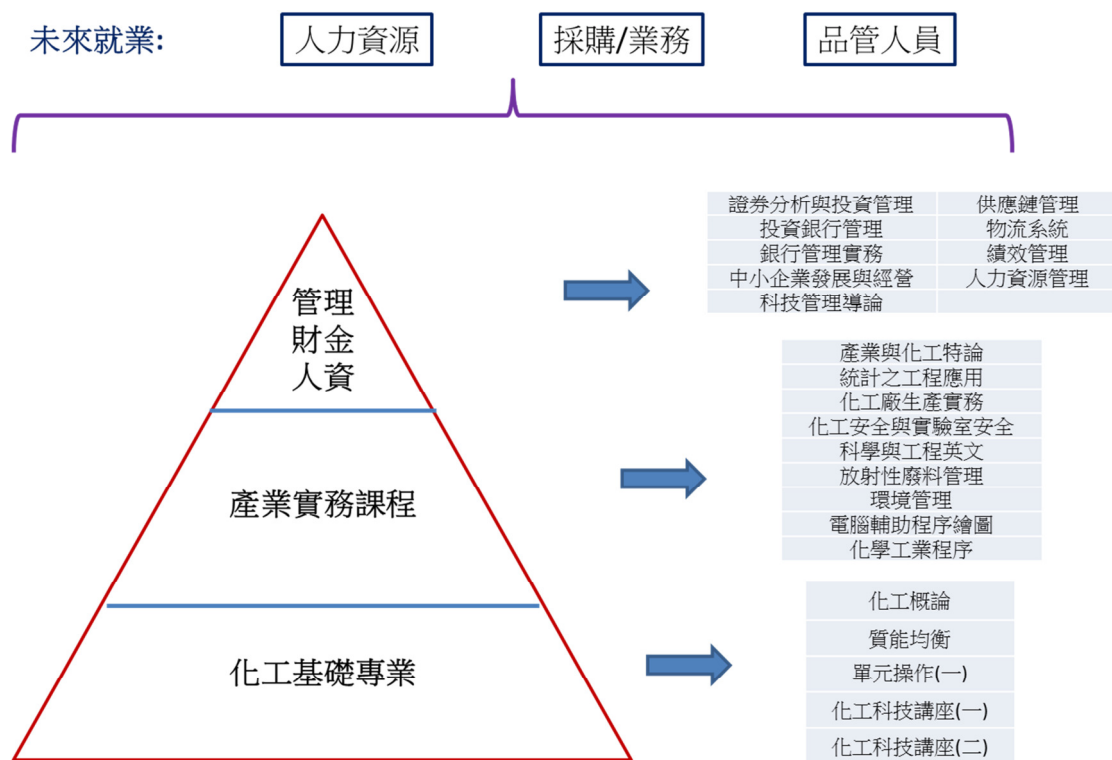 未來就業: 人力資源 採購/業務 品管人員
管理
財金
人資
證券分析與投資管理 供應鏈管理
投資銀行管理 物流系統
銀行管理實務 績效管理
中小企業發展與經營 人力資源管理
科技管理導論
產業實務課程
產業與化工特論
統計之工程應用
化工廠生產實務
化工安全與實驗室安全
科學與工程英文
放射性廢料管理
環境管理
電腦輔助程序繪圖
化學工業程序
化工基礎專業
化工概論
質能均衡
單元操作(一)
化工科技講座(一)
化工科技講座(二)